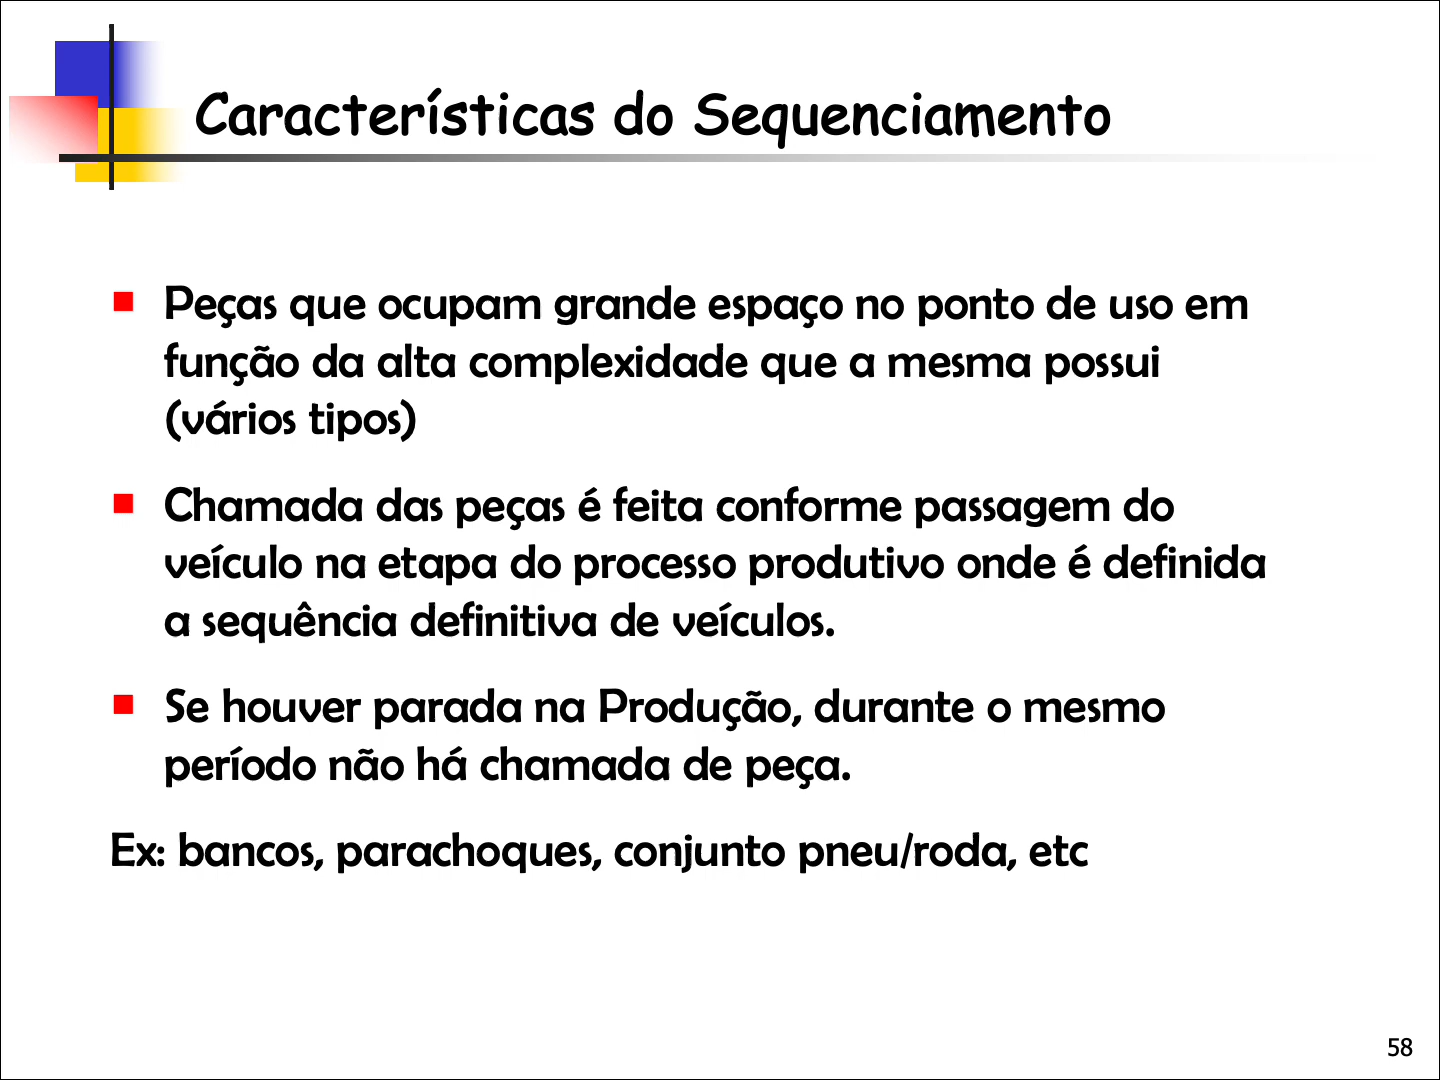 Características do Sequenciamento
Peças que ocupam grande espaço no ponto de uso em
função da alta complexidade que a mesma possui
(vários tipos)
Chamada das peças é feita conforme passagem do
veículo na etapa do processo produtivo onde é definida
a sequência definitiva de veículos.
Se houver parada na Produção, durante o mesmo
período não há chamada de peça.
Ex: bancos, parachoques, conjunto pneu/roda, etc
58